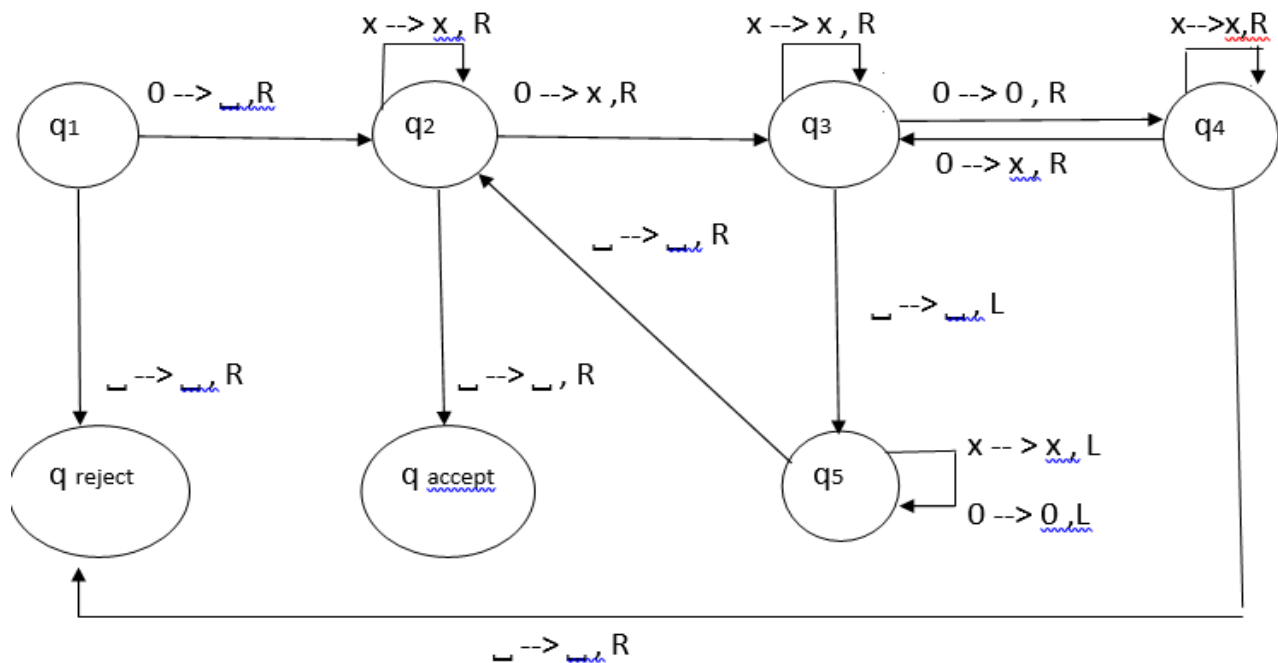 x --> x , R
x --> x , R
x-->x,R
0 --> ␣ ,R
0 --> x ,R
0 --> 0 , R
q1
q2
q3
q4
0 --> x , R
␣ --> ␣ , R
␣ --> ␣ , L
␣ --> ␣ , R
␣ --> ␣ , R
q reject
q accept
q5
x --> x , L
0 --> 0 ,L
␣ --> ␣ , R